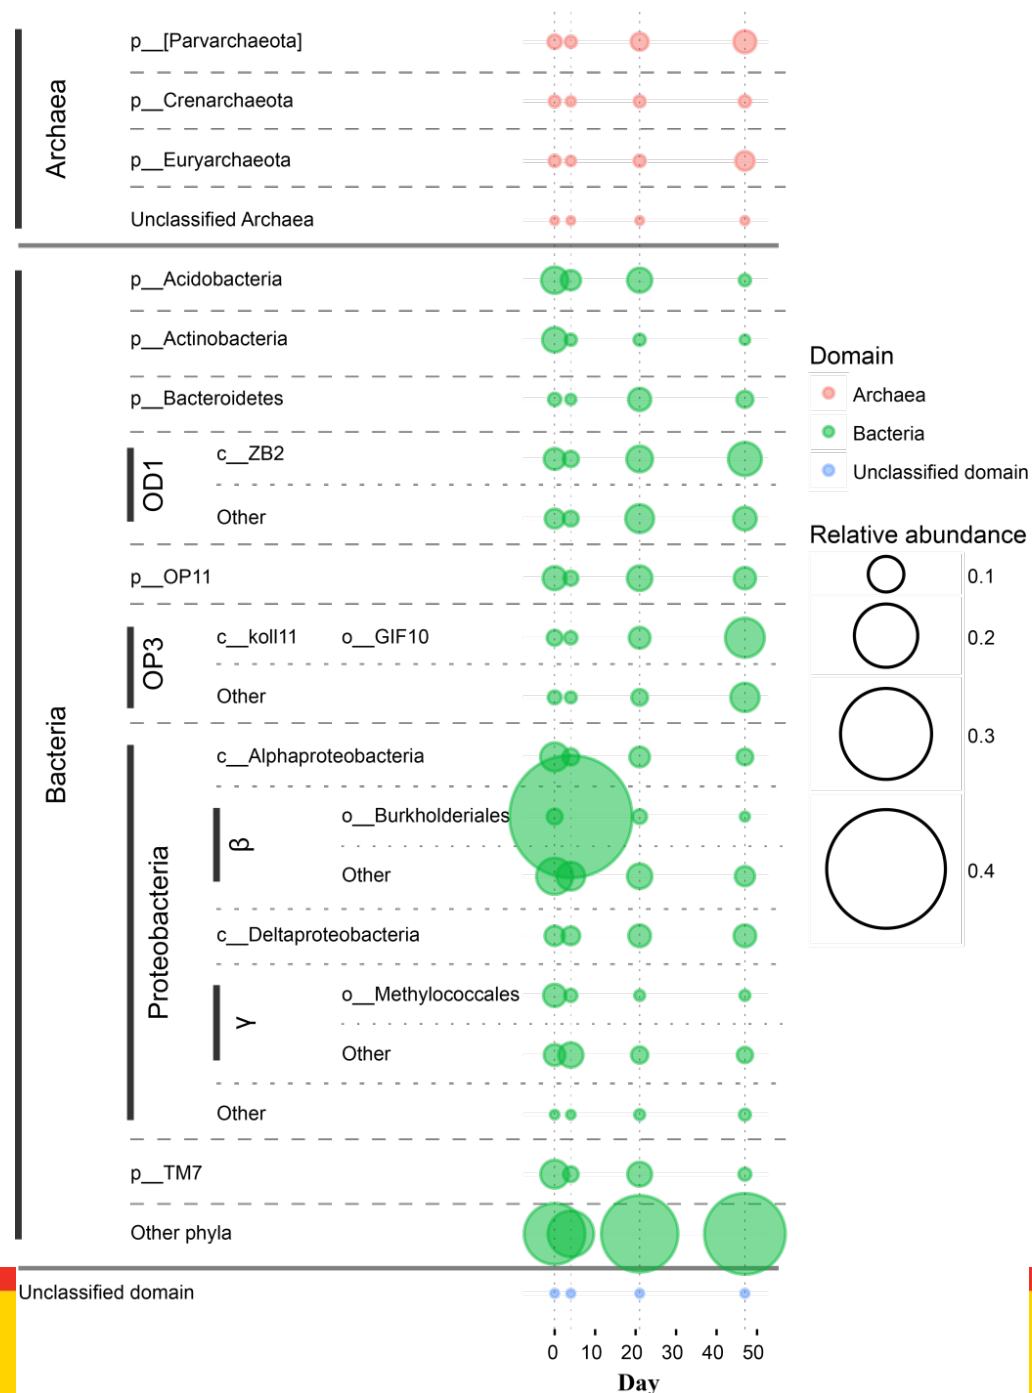 Archaea
p__[Parvarchaeota]
p__Crenarchaeota
p__Euryarchaeota
Unclassified Archaea
Bacteria
p__Acidobacteria
p__Actinobacteria
p__Bacteroidetes
OD1
c__ZB2
Other
p__OP11
OP3
c__koll11 o__GIF10
Other
Proteobacteria
c__Alphaproteobacteria
β
o__Burkholderiales
Other
c__Deltaproteobacteria
γ
o__Methylococcales
Other
Other
p__TM7
Other phyla
Unclassified domain
0 10 20 30 40 50
Day
Domain
Archaea
Bacteria
Unclassified domain
Relative abundance
0.1
0.2
0.3
0.4